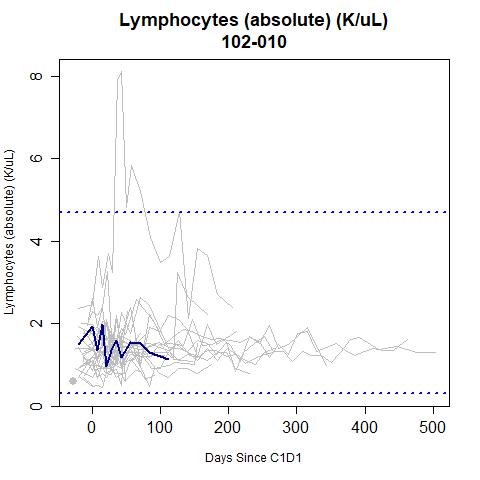 Lymphocytes (absolute) (K/uL)
102-010
Lymphocytes (absolute) (K/uL)
8
6
4
2
0
0 100 200 300 400 500
Days Since C1D1